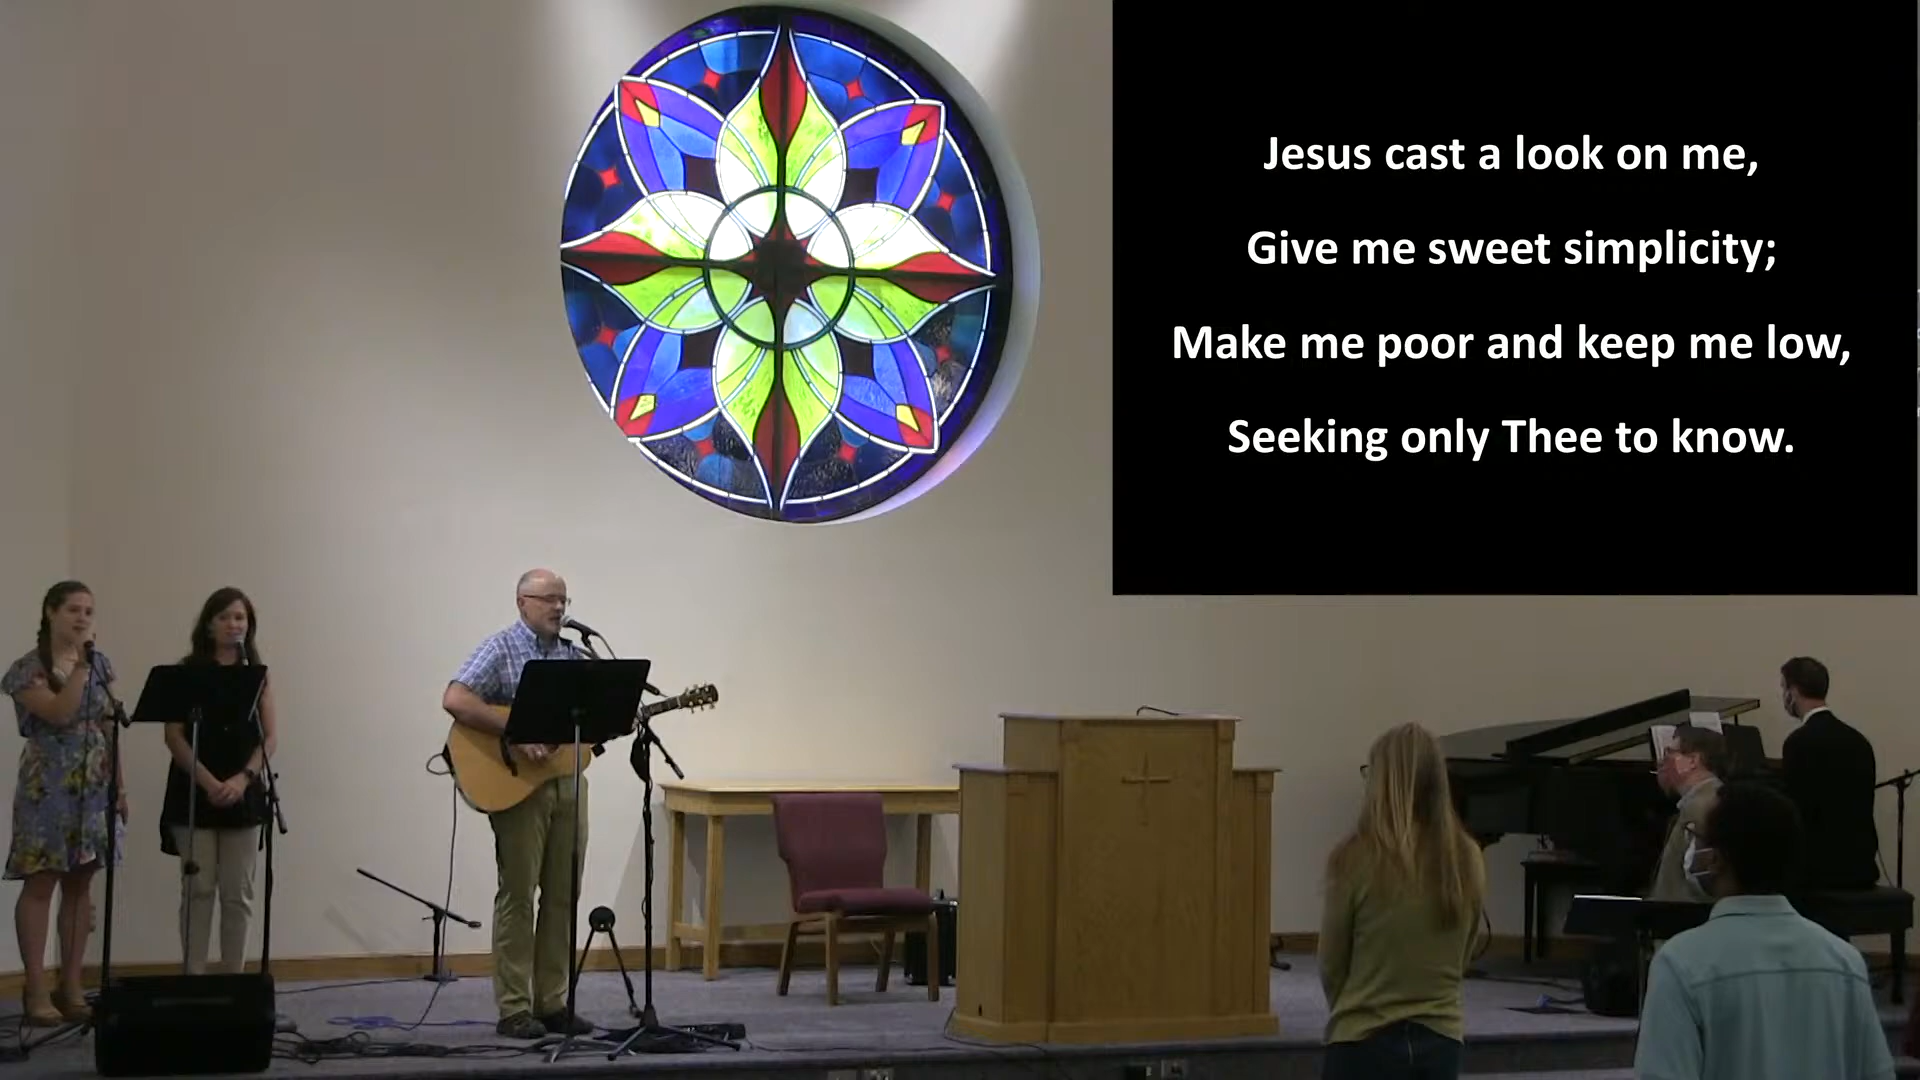 Jesus cast a look on me,
Give me sweet simplicity;
Make me poor and keep me low,
Seeking only Thee to know.